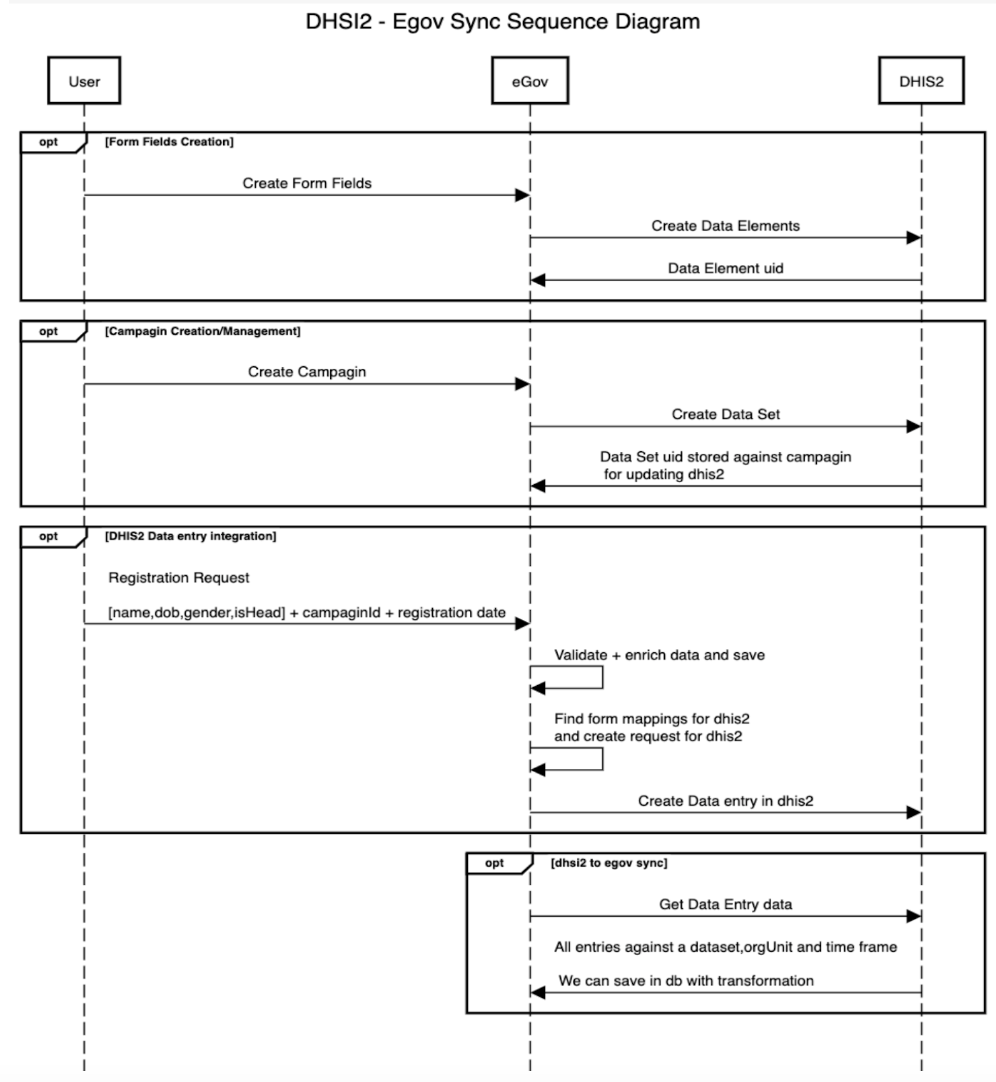 DHSI2 - Egov Sync Sequence Diagram
User
eGov
DHIS2
opt
[Form Fields Creation]
Create Form Fields
Create Data Elements
Data Element uid
opt
[Campagin Creation/Management]
Create Campagin
Create Data Set
Data Set uid stored against campagin
for updating dhis2
opt
[DHIS2 Data entry integration]
Registration Request
[name,dob,gender,isHead] + campaginId + registration date
Validate + enrich data and save
Find form mappings for dhis2
and create request for dhis2
Create Data entry in dhis2
opt
[dhsi2 to egov sync]
Get Data Entry data
All entries against a dataset,orgUnit and time frame
We can save in db with transformation